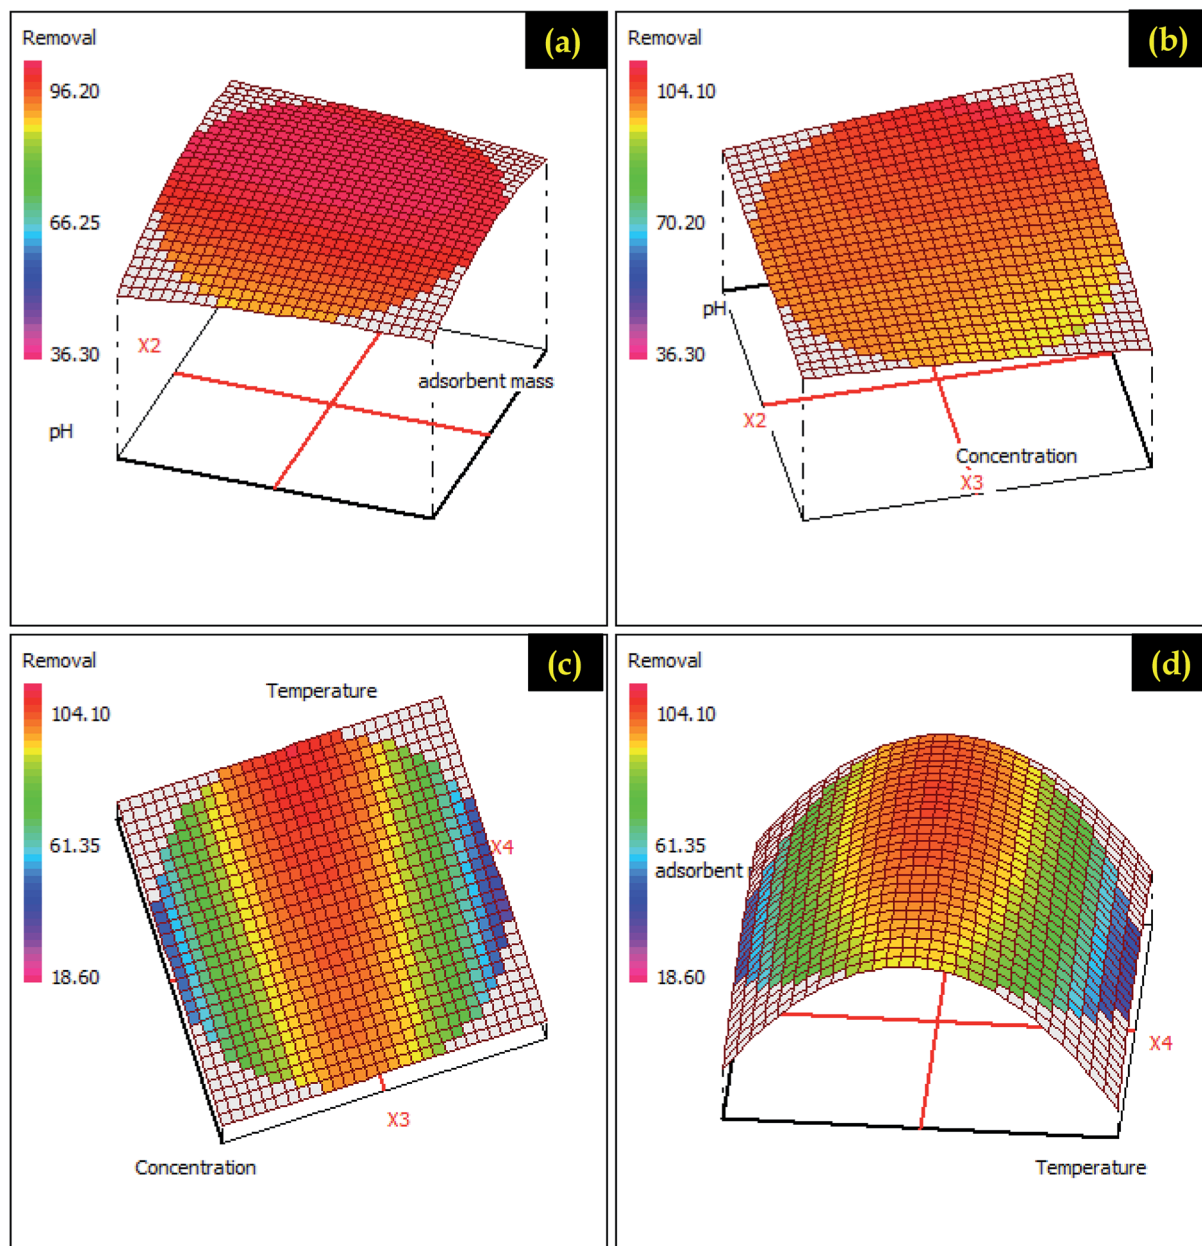 Removal
(a)
96.20
66.25
36.30
X2
adsorbent mass
pH
Removal
(b)
104.10
70.20
36.30
pH
X2
Concentration
X3
Removal
(c)
Temperature
104.10
61.35
18.60
X4
X3
Concentration
Removal
(d)
104.10
61.35
adsorbent
18.60
X4
Temperature